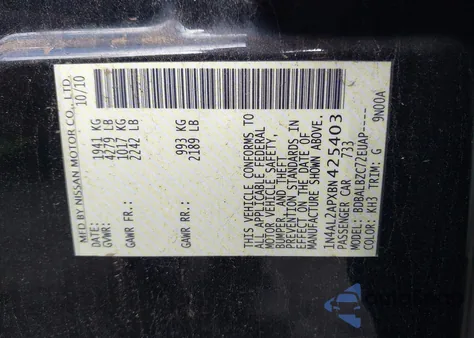 MFD BY NISSAN MOTOR CO., LTD.
DATE: 10/10
GVWR: 1941 KG
4279 LB
GAWR FR: 1017 KG
2242 LB
GAWR RR: 993 KG
2189 LB
THIS VEHICLE CONFORMS TO
ALL APPLICABLE FEDERAL
MOTOR VEHICLE SAFETY,
BUMPER, AND THEFT
PREVENTION STANDARDS IN
EFFECT ON THE DATE OF
MANUFACTURE SHOWN ABOVE.
1N4AL2APXBN425403
PASSENGER CAR 733
MODEL: BDBALBZC72EUAP----
COLOR: KH3 TRIM: G 9N00A